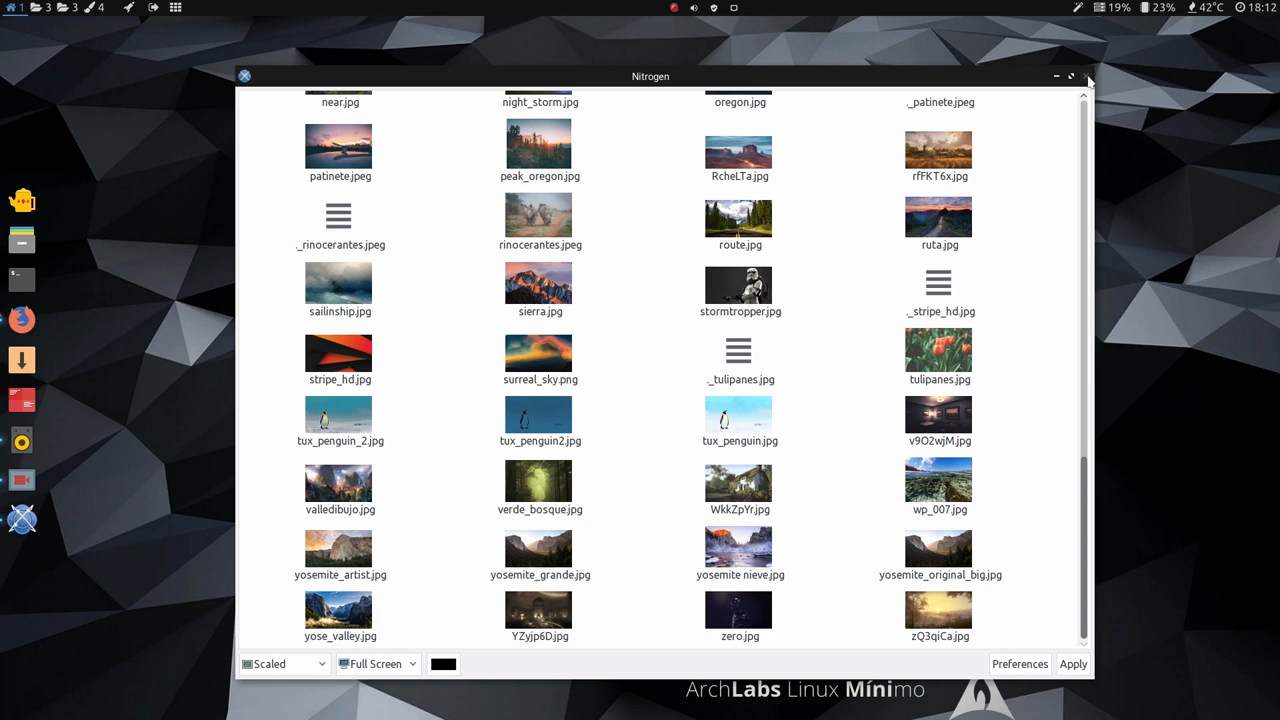 1 3 3 4 19% 23% 42°C 18:12
Nitrogen
near.jpg night_storm.jpg oregon.jpg ._patinete.jpeg
patinete.jpeg peak_oregon.jpg RcheLTa.jpg rfFKT6x.jpg
._rinocerantes.jpeg rinocerantes.jpeg route.jpg ruta.jpg
sailinship.jpg sierra.jpg stormtropper.jpg ._stripe_hd.jpg
stripe_hd.jpg surreal_sky.png ._tulipanes.jpg tulipanes.jpg
tux_penguin_2.jpg tux_penguin2.jpg tux_penguin.jpg v9O2wjM.jpg
valledibujo.jpg verde_bosque.jpg WkkZpYr.jpg wp_007.jpg
yosemite_artist.jpg yosemite_grande.jpg yosemite nieve.jpg yosemite_original_big.jpg
yose_valley.jpg YZyjp6D.jpg zero.jpg zQ3qiCa.jpg
Scaled Full Screen Preferences Apply
ArchLabs Linux Mínimo